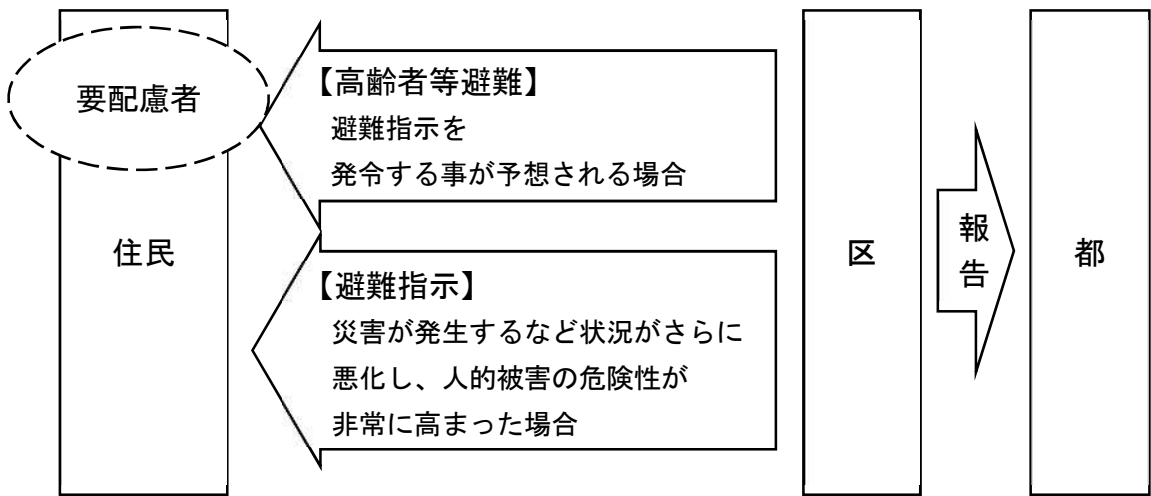 要配慮者
住民
【高齢者等避難】
避難指示を
発令する事が予想される場合
【避難指示】
災害が発生するなど状況がさらに
悪化し、人的被害の危険性が
非常に高まった場合
区
報
告
都